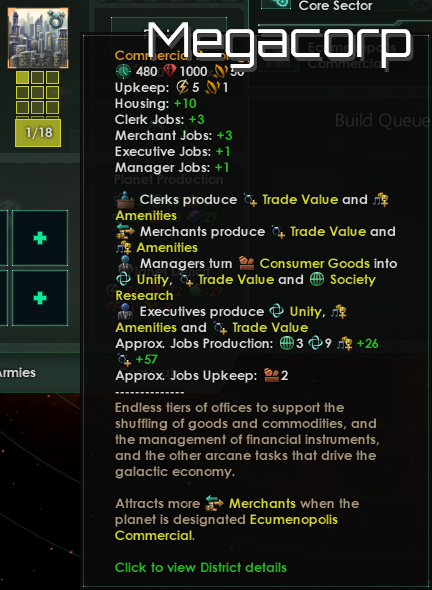 Core Sector
Megacorp
480 1000 50
Upkeep: 5 1
Housing: +10
Build Queue
Clerk Jobs: +3
1/18
Merchant Jobs: +3
Executive Jobs: +1
Manager Jobs: +1
Clerks produce Trade Value and
Amenities
Merchants produce Trade Value and
Amenities
Managers turn Consumer Goods into
Unity, Trade Value and Society
Research
Executives produce Unity,
Amenities and Trade Value
Approx. Jobs Production: 3 9 +26
+57
Armies
Approx. Jobs Upkeep: 2
--------------
Endless tiers of offices to support the
shuffling of goods and commodities, and
the management of financial instruments,
and the other arcane tasks that drive the
galactic economy.
Attracts more Merchants when the
planet is designated Ecumenopolis
Commercial.
Click to view District details